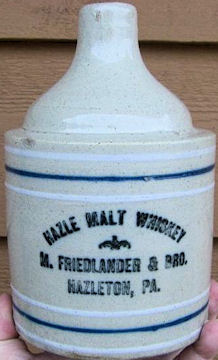 HAZLE MALT WHISKEY
M. FRIEDLANDER & BRO.
HAZLETON, PA.